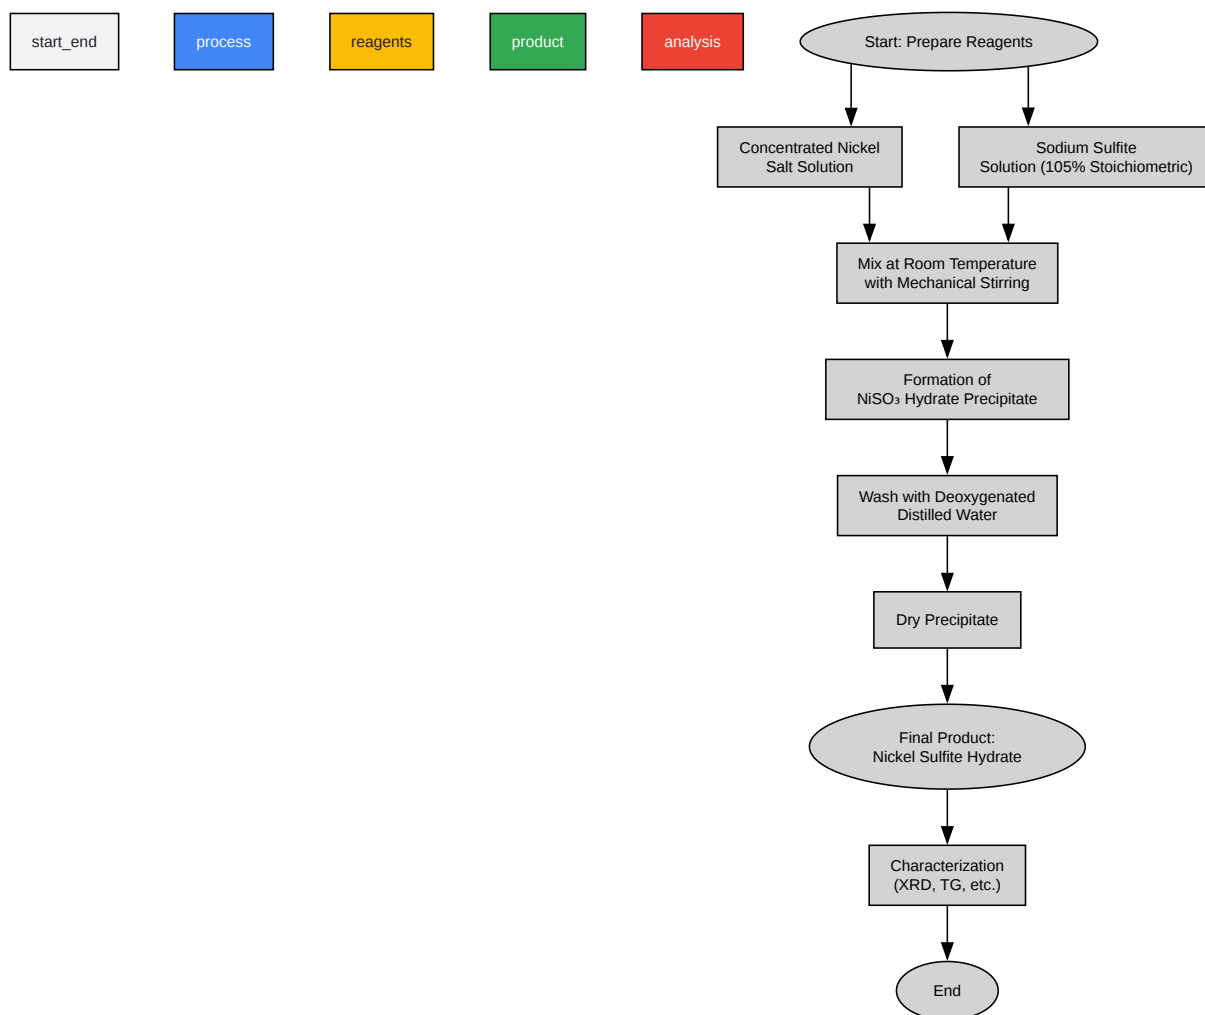 start_end
process
reagents
product
analysis
Start: Prepare Reagents
Concentrated Nickel
Salt Solution
Sodium Sulfite
Solution (105% Stoichiometric)
Mix at Room Temperature
with Mechanical Stirring
Formation of
NiSO₃ Hydrate Precipitate
Wash with Deoxygenated
Distilled Water
Dry Precipitate
Final Product:
Nickel Sulfite Hydrate
Characterization
(XRD, TG, etc.)
End